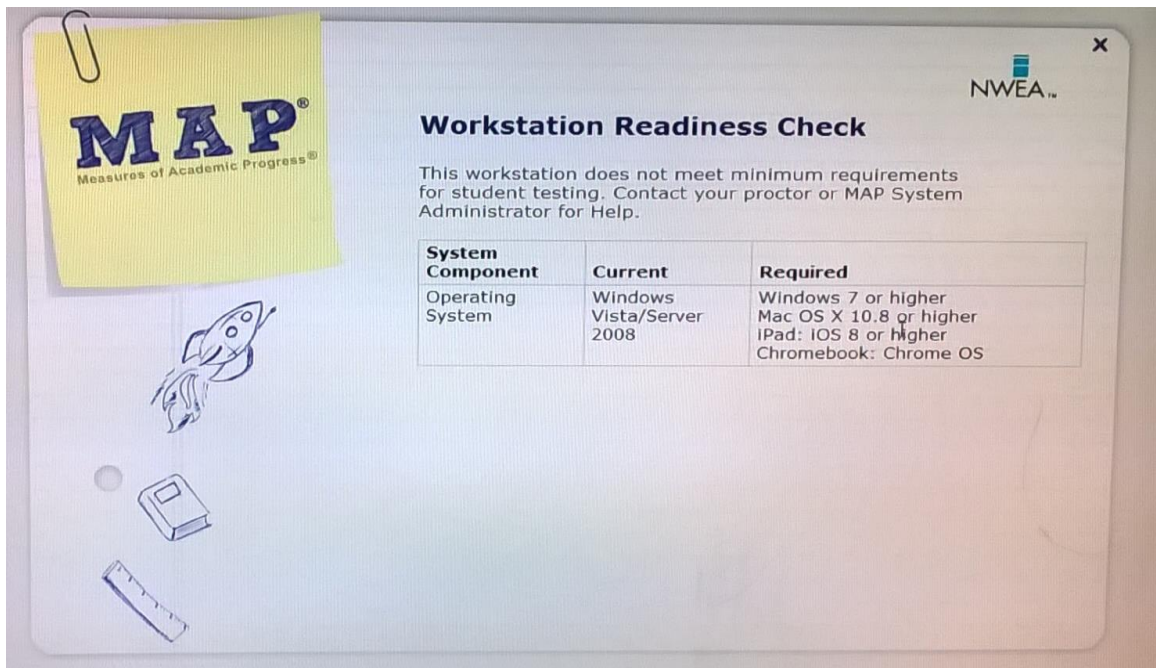 MAP®
Measures of Academic Progress®
NWEA™
Workstation Readiness Check
This workstation does not meet minimum requirements
for student testing. Contact your proctor or MAP System
Administrator for Help.
System
Component
Current
Required
Operating
System
Windows
Vista/Server
2008
Windows 7 or higher
Mac OS X 10.8 or higher
iPad: iOS 8 or higher
Chromebook: Chrome OS